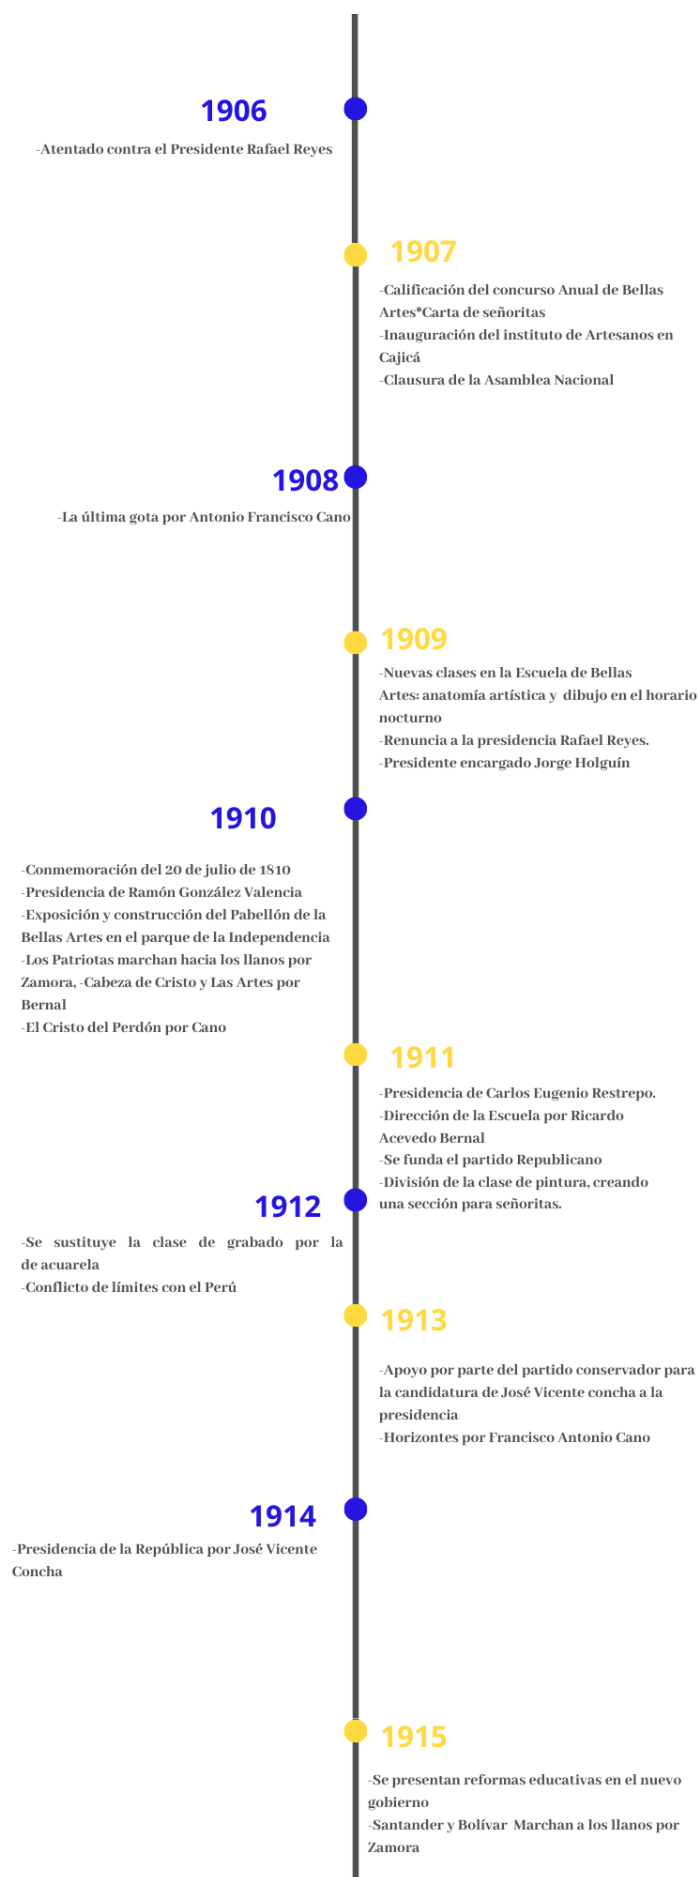 1906
-Atentado contra el Presidente Rafael Reyes
1907
-Calificación del concurso Anual de Bellas
Artes*Carta de señoritas
-Inauguración del instituto de Artesanos en
Cajicá
-Clausura de la Asamblea Nacional
1908
-La última gota por Antonio Francisco Cano
1909
-Nuevas clases en la Escuela de Bellas
Artes: anatomía artística y dibujo en el horario
nocturno
-Renuncia a la presidencia Rafael Reyes.
-Presidente encargado Jorge Holguín
1910
-Conmemoración del 20 de julio de 1810
-Presidencia de Ramón González Valencia
-Exposición y construcción del Pabellón de la
Bellas Artes en el parque de la Independencia
-Los Patriotas marchan hacia los llanos por
Zamora, -Cabeza de Cristo y Las Artes por
Bernal
-El Cristo del Perdón por Cano
1911
-Presidencia de Carlos Eugenio Restrepo.
-Dirección de la Escuela por Ricardo
Acevedo Bernal
-Se funda el partido Republicano
-División de la clase de pintura, creando
una sección para señoritas.
1912
-Se sustituye la clase de grabado por la
de acuarela
-Conflicto de límites con el Perú
1913
-Apoyo por parte del partido conservador para
la candidatura de José Vicente concha a la
presidencia
-Horizontes por Francisco Antonio Cano
1914
-Presidencia de la República por José Vicente
Concha
1915
-Se presentan reformas educativas en el nuevo
gobierno
-Santander y Bolívar Marchan a los llanos por
Zamora